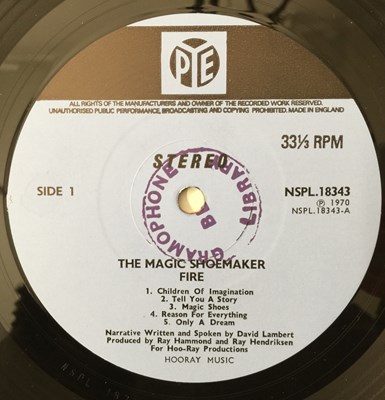 PYE
ALL RIGHTS OF THE MANUFACTURERS AND OWNER OF THE RECORDED WORK RESERVED.
UNAUTHORISED PUBLIC PERFORMANCE, BROADCASTING AND COPYING PROHIBITED. MADE IN ENGLAND
STEREO
33⅓ RPM
SIDE 1
NSPL.18343
Ⓟ 1970
NSPL.18343-A
GRAMOPHONE
LIBRARY
THE MAGIC SHOEMAKER
FIRE
1. Children Of Imagination
2. Tell You A Story
3. Magic Shoes
4. Reason For Everything
5. Only A Dream
Narrative Written and Spoken by David Lambert
Produced by Ray Hammond and Ray Hendriksen
For Hoo-Ray Productions
HOORAY MUSIC